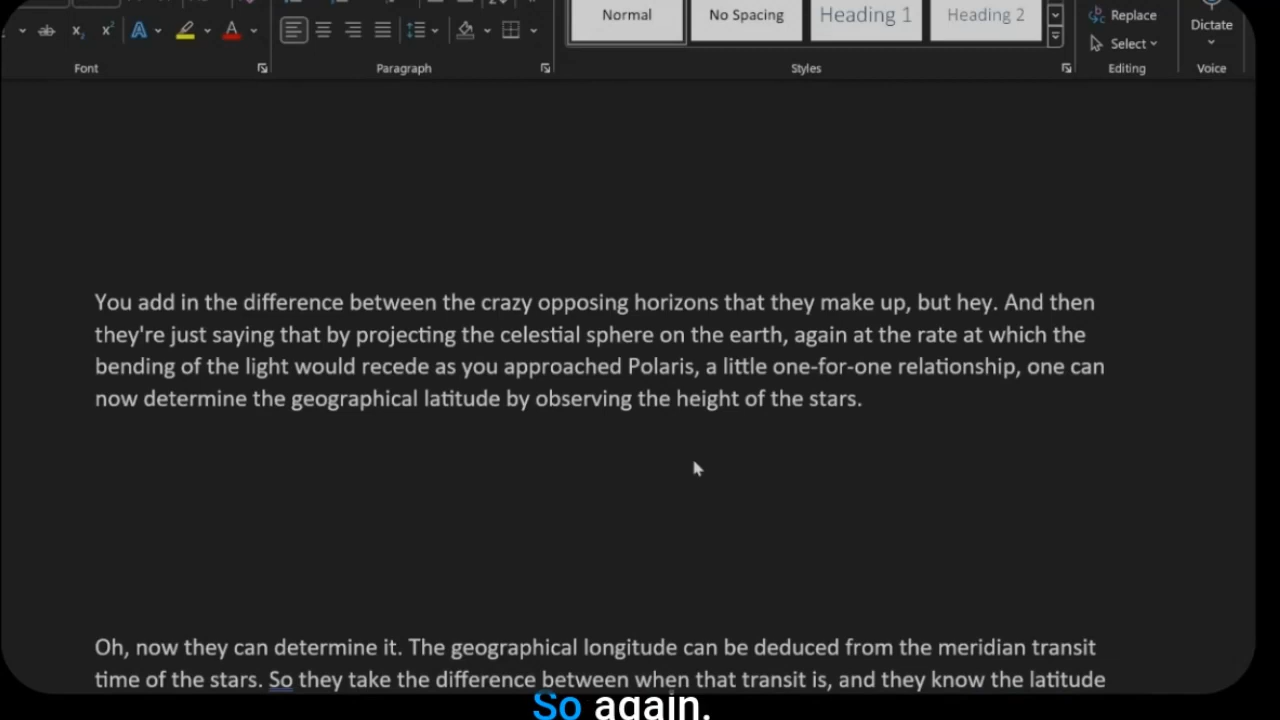 Normal
No Spacing
Heading 1
Heading 2
Replace
Select
Dictate
Font
Paragraph
Styles
Editing
Voice
You add in the difference between the crazy opposing horizons that they make up, but hey. And then
they're just saying that by projecting the celestial sphere on the earth, again at the rate at which the
bending of the light would recede as you approached Polaris, a little one-for-one relationship, one can
now determine the geographical latitude by observing the height of the stars.
Oh, now they can determine it. The geographical longitude can be deduced from the meridian transit
time of the stars. So they take the difference between when that transit is, and they know the latitude
So again.